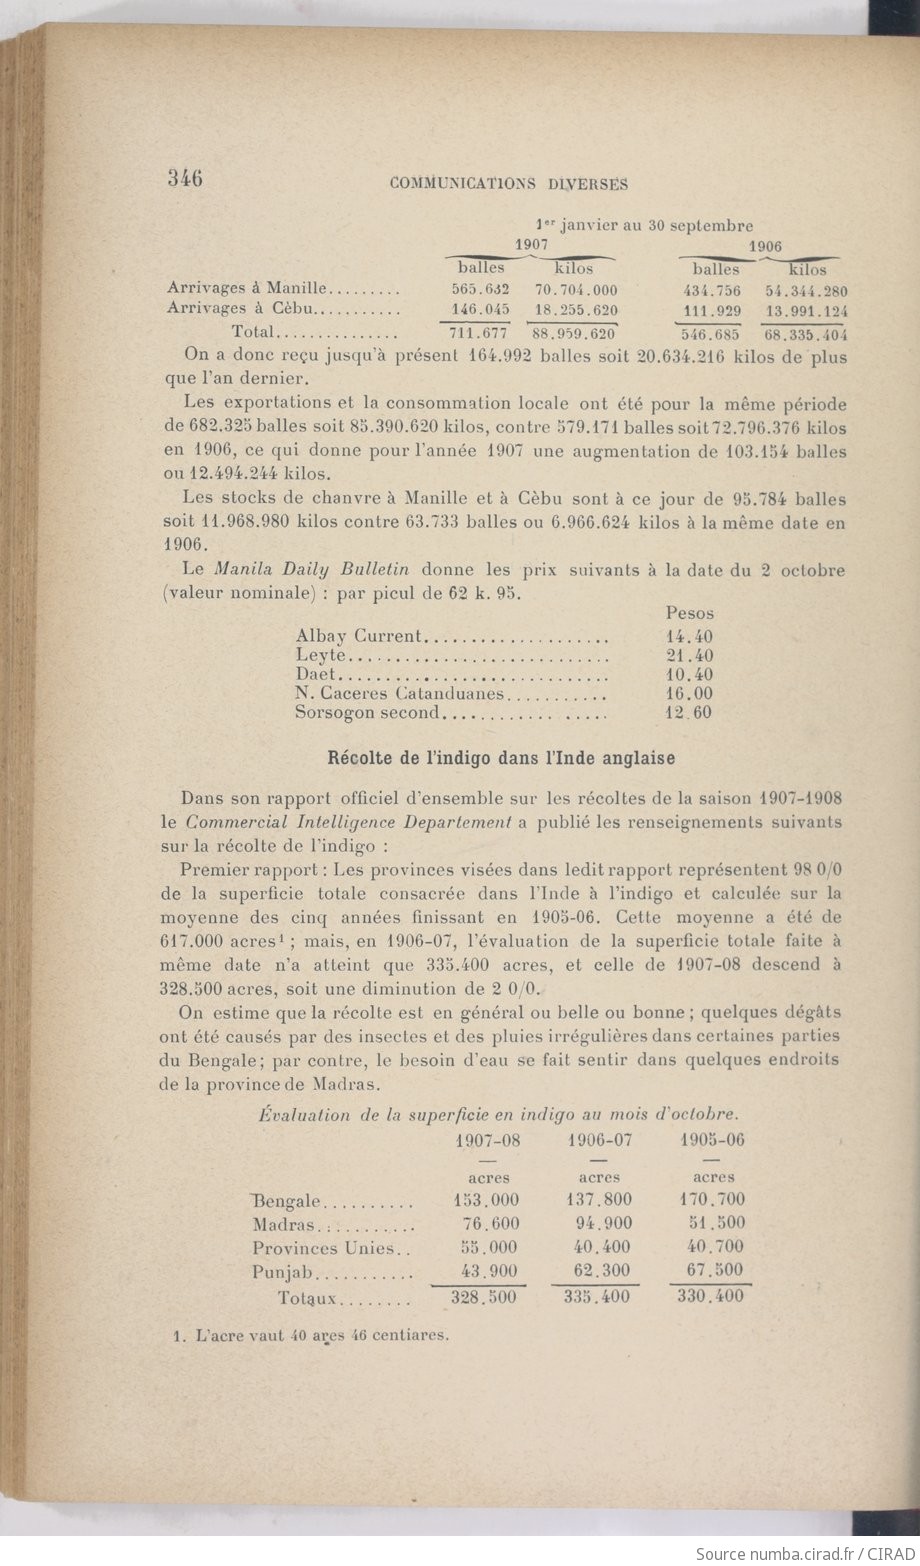 346
COMMUNICATIONS DIVERSES
1er janvier au 30 septembre
1907 1906
balles kilos balles kilos
Arrivages à Manille......... 565.632 70.704.000 434.756 54.344.280
Arrivages à Cèbu........... 146.045 18.255.620 111.929 13.991.124
Total............... 711.677 88.959.620 546.685 68.335.404
On a donc reçu jusqu'à présent 164.992 balles soit 20.634.216 kilos de plus
que l'an dernier.
Les exportations et la consommation locale ont été pour la même période
de 682.325 balles soit 85.390.620 kilos, contre 579.171 balles soit 72.796.376 kilos
en 1906, ce qui donne pour l'année 1907 une augmentation de 103.154 balles
ou 12.494.244 kilos.
Les stocks de chanvre à Manille et à Cèbu sont à ce jour de 95.784 balles
soit 11.968.980 kilos contre 63.733 balles ou 6.966.624 kilos à la même date en
1906.
Le Manila Daily Bulletin donne les prix suivants à la date du 2 octobre
(valeur nominale) : par picul de 62 k. 95.
Pesos
Albay Current.................... 14.40
Leyte............................ 21.40
Daet............................. 10.40
N. Caceres Catanduanes........... 16.00
Sorsogon second............ ..... 12.60
Récolte de l'indigo dans l'Inde anglaise
Dans son rapport officiel d'ensemble sur les récoltes de la saison 1907-1908
le Commercial Intelligence Departement a publié les renseignements suivants
sur la récolte de l'indigo :
Premier rapport : Les provinces visées dans ledit rapport représentent 98 0/0
de la superficie totale consacrée dans l'Inde à l'indigo et calculée sur la
moyenne des cinq années finissant en 1905-06. Cette moyenne a été de
617.000 acres1 ; mais, en 1906-07, l'évaluation de la superficie totale faite à
même date n'a atteint que 335.400 acres, et celle de 1907-08 descend à
328.500 acres, soit une diminution de 2 0/0.
On estime que la récolte est en général ou belle ou bonne ; quelques dégâts
ont été causés par des insectes et des pluies irrégulières dans certaines parties
du Bengale; par contre, le besoin d'eau se fait sentir dans quelques endroits
de la province de Madras.
Évaluation de la superficie en indigo au mois d'octobre.
1907-08 1906-07 1905-06
acres acres acres
Bengale.......... 153.000 137.800 170.700
Madras........... 76.600 94.900 51.500
Provinces Unies.. 55.000 40.400 40.700
Punjab........... 43.900 62.300 67.500
Totaux........ 328.500 335.400 330.400
1. L'acre vaut 40 ares 46 centiares.
Source numba.cirad.fr / CIRAD